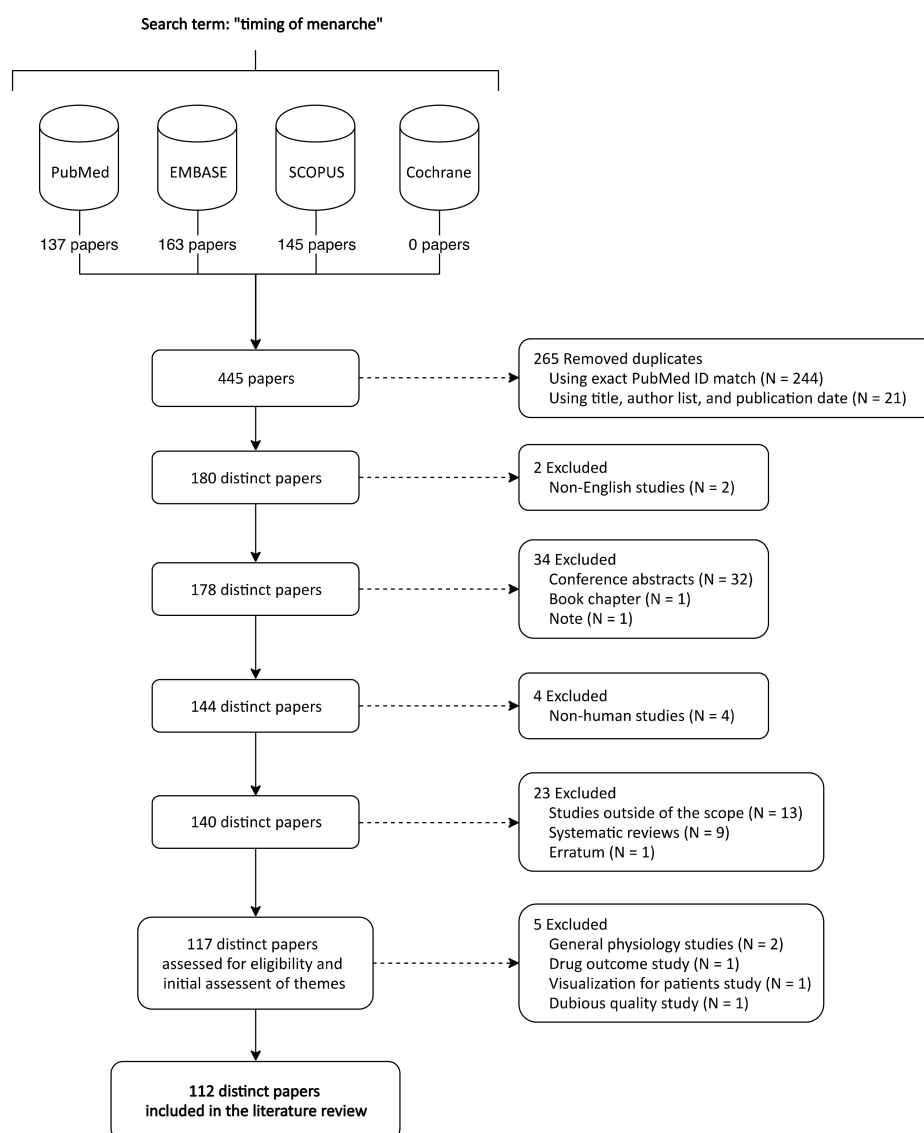 Search term: "timing of menarche"
PubMed
EMBASE
SCOPUS
Cochrane
137 papers
163 papers
145 papers
0 papers
445 papers
265 Removed duplicates
Using exact PubMed ID match (N = 244)
Using title, author list, and publication date (N = 21)
180 distinct papers
2 Excluded
Non-English studies (N = 2)
178 distinct papers
34 Excluded
Conference abstracts (N = 32)
Book chapter (N = 1)
Note (N = 1)
144 distinct papers
4 Excluded
Non-human studies (N = 4)
140 distinct papers
23 Excluded
Studies outside of the scope (N = 13)
Systematic reviews (N = 9)
Erratum (N = 1)
117 distinct papers
assessed for eligibility and
initial assessent of themes
5 Excluded
General physiology studies (N = 2)
Drug outcome study (N = 1)
Visualization for patients study (N = 1)
Dubious quality study (N = 1)
112 distinct papers
included in the literature review